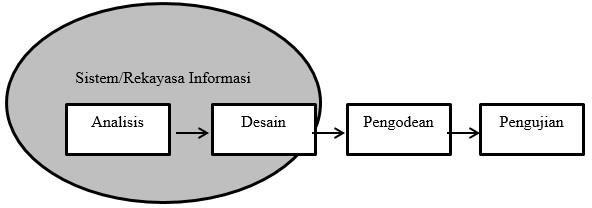 Sistem/Rekayasa Informasi
Analisis
Desain
Pengodean
Pengujian